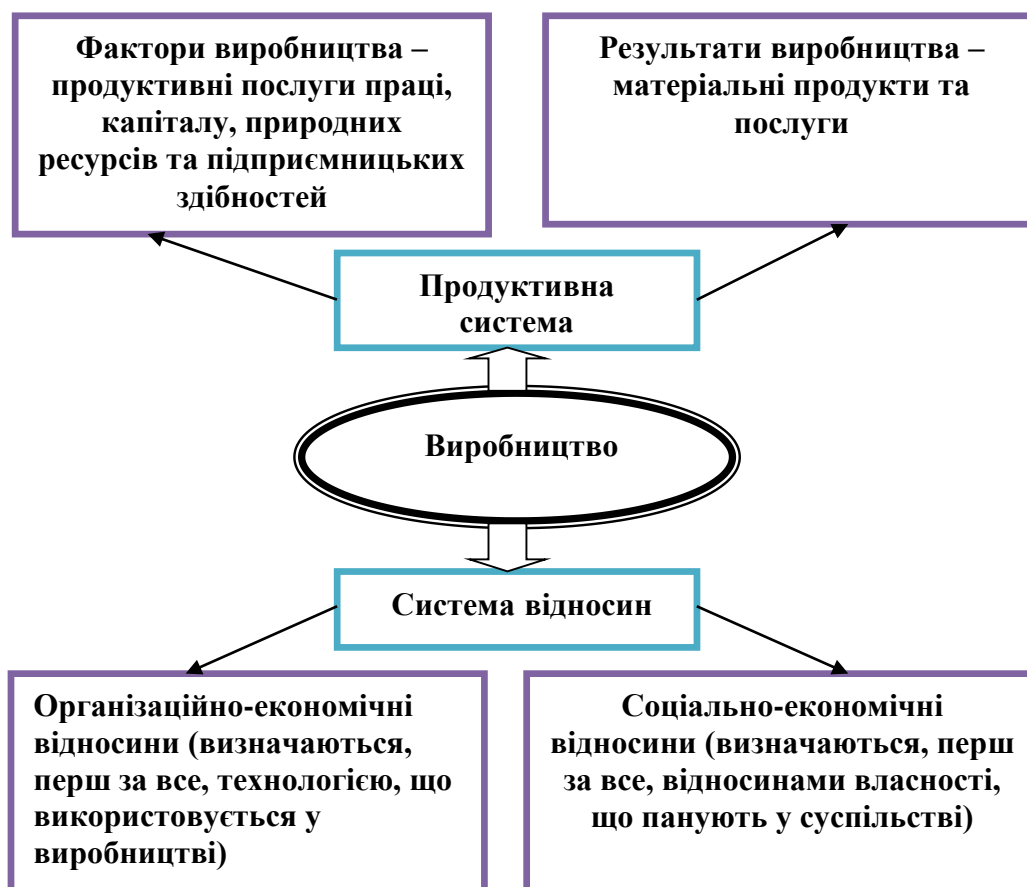 Фактори виробництва –
продуктивні послуги праці,
капіталу, природних
ресурсів та підприємницьких
здібностей
Результати виробництва –
матеріальні продукти та
послуги
Продуктивна
система
Виробництво
Система відносин
Організаційно-економічні
відносини (визначаються,
перш за все, технологією, що
використовується у
виробництві)
Соціально-економічні
відносини (визначаються, перш
за все, відносинами власності,
що панують у суспільстві)